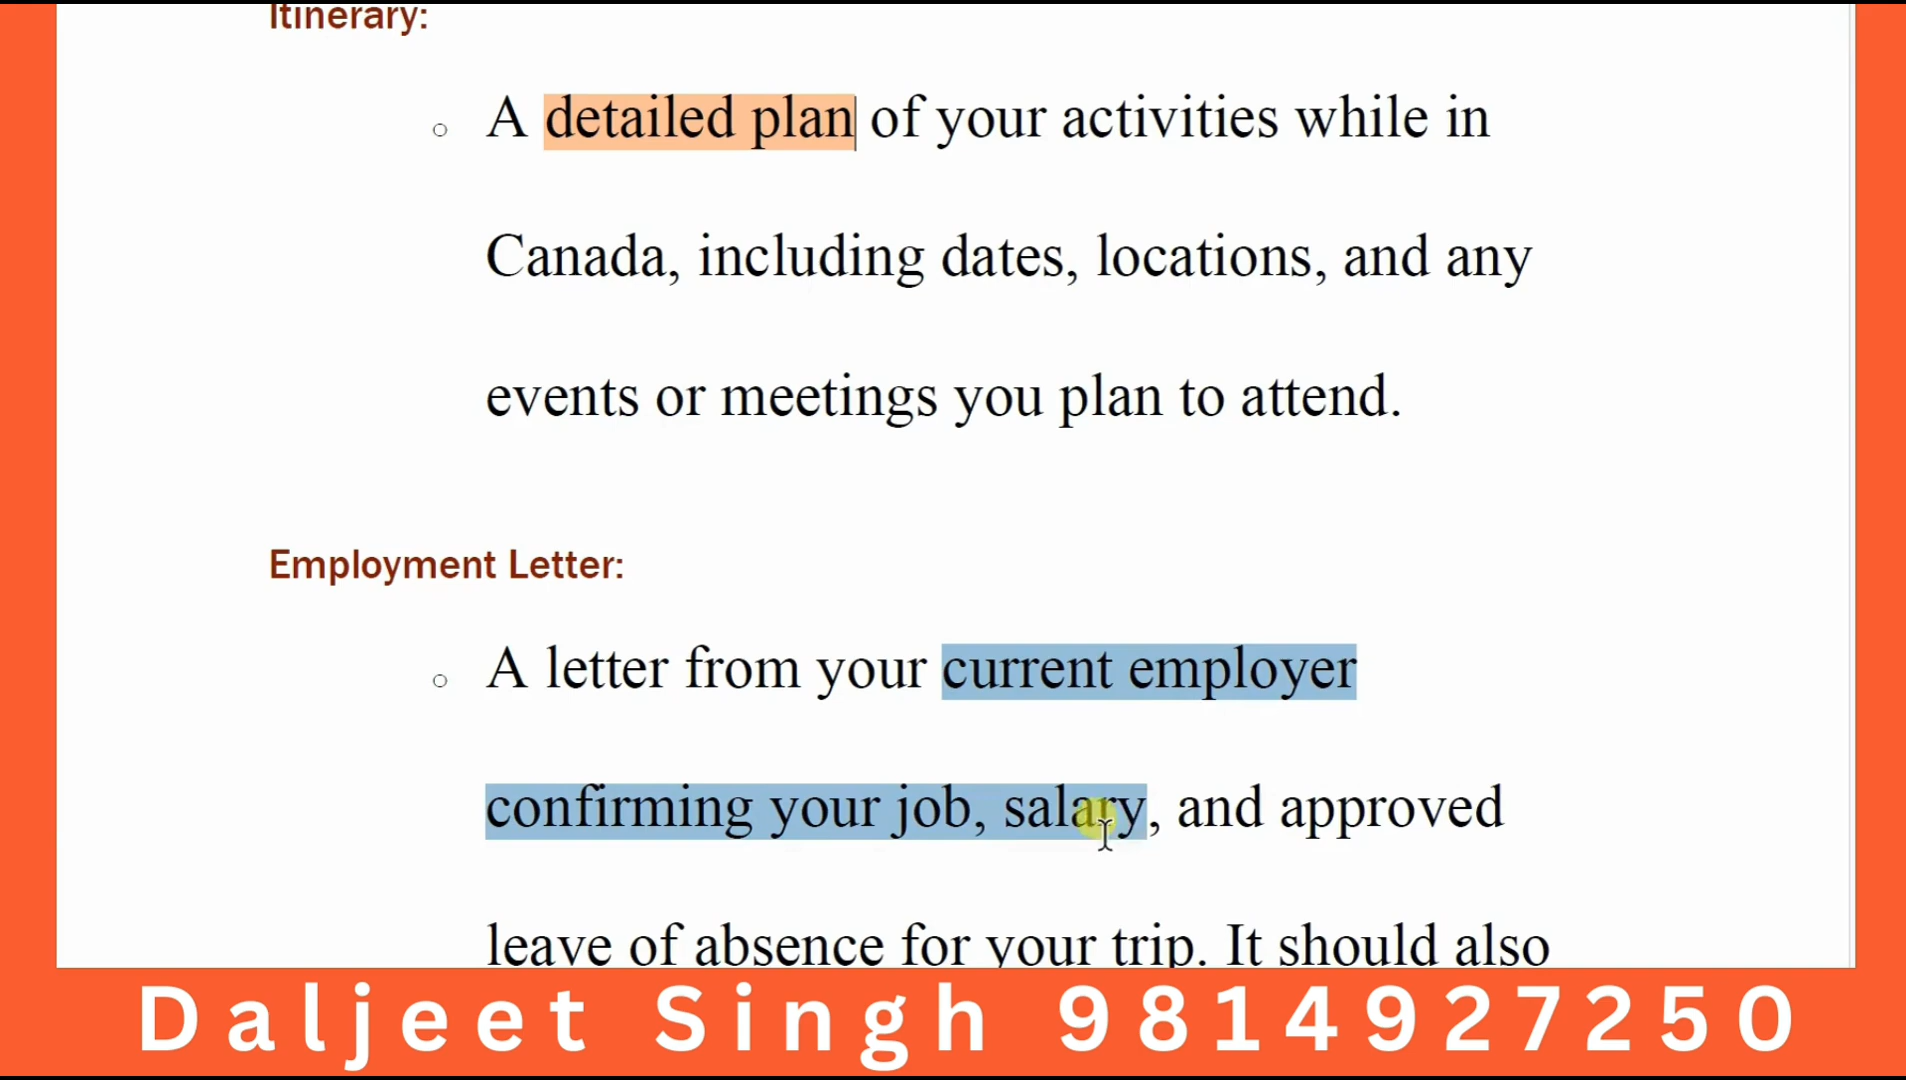 Itinerary:
○ A detailed plan of your activities while in
Canada, including dates, locations, and any
events or meetings you plan to attend.
Employment Letter:
○ A letter from your current employer
confirming your job, salary, and approved
leave of absence for your trip. It should also
Daljeet Singh 9814927250